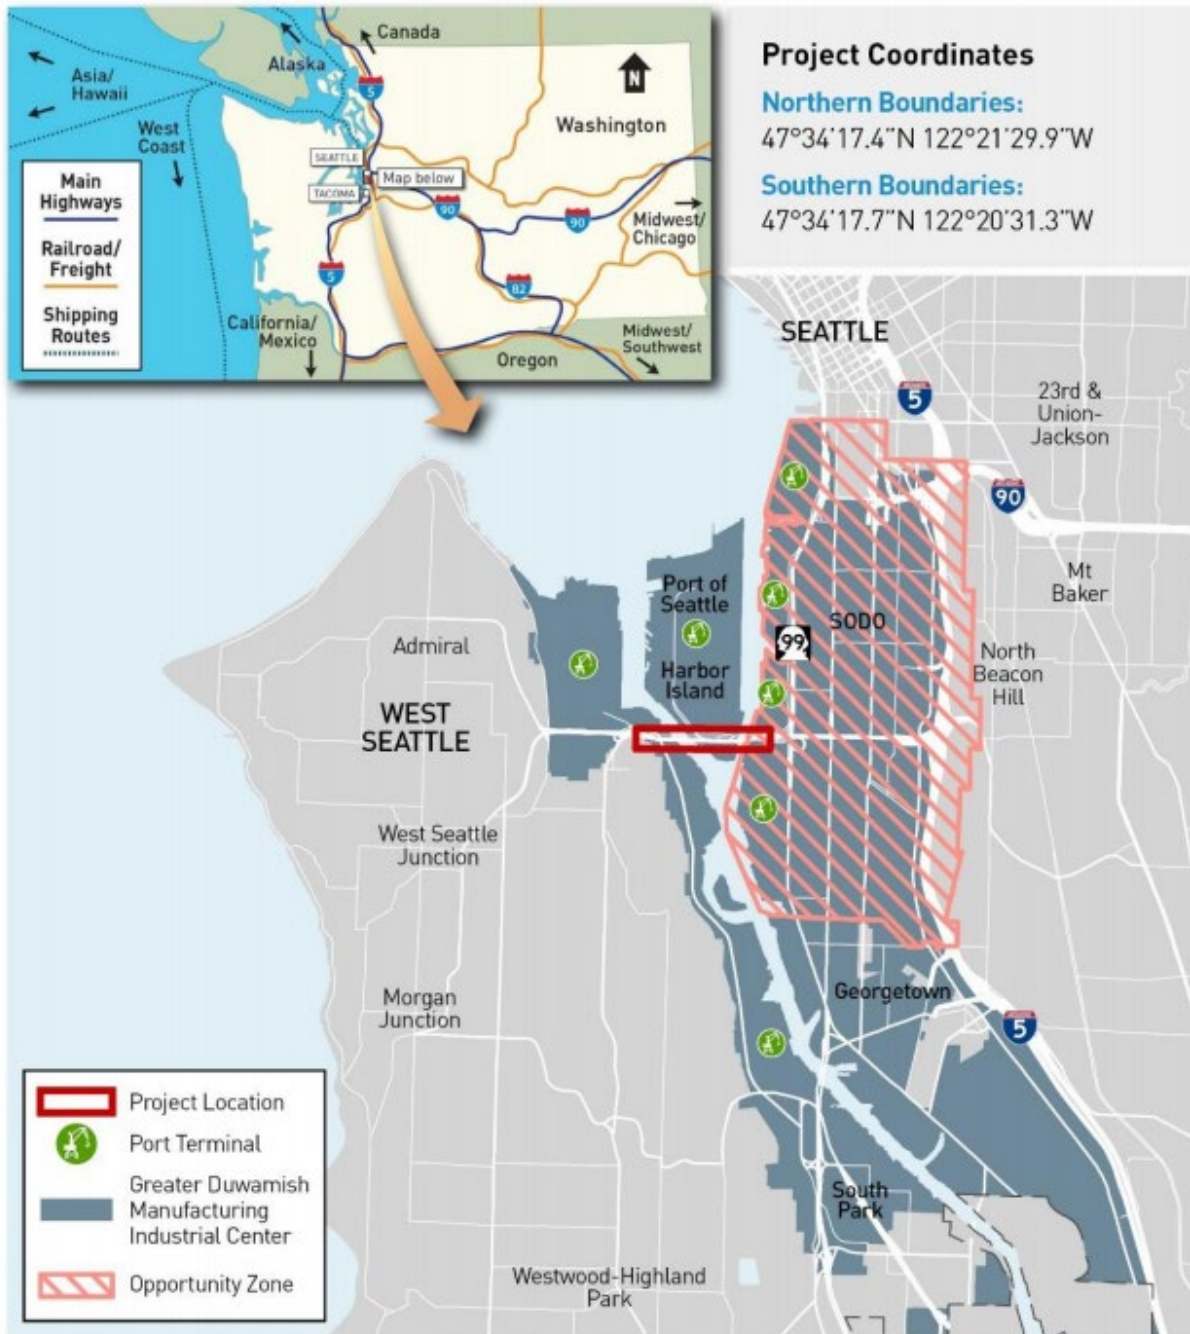 Canada
Alaska
Asia/
Hawaii
West
Coast
N
Washington
5
SEATTLE
Map below
TACOMA
90
90
Midwest/
Chicago
5
82
California/
Mexico
Oregon
Midwest/
Southwest
Main
Highways
Railroad/
Freight
Shipping
Routes
Project Coordinates
Northern Boundaries:
47°34'17.4"N 122°21'29.9"W
Southern Boundaries:
47°34'17.7"N 122°20'31.3"W
SEATTLE
5
23rd &
Union-
Jackson
90
Mt
Baker
Port of
Seattle
Harbor
Island
SODO
99
North
Beacon
Hill
Admiral
WEST
SEATTLE
West Seattle
Junction
Morgan
Junction
Georgetown
5
South
Park
Westwood-Highland
Park
Project Location
Port Terminal
Greater Duwamish
Manufacturing
Industrial Center
Opportunity Zone